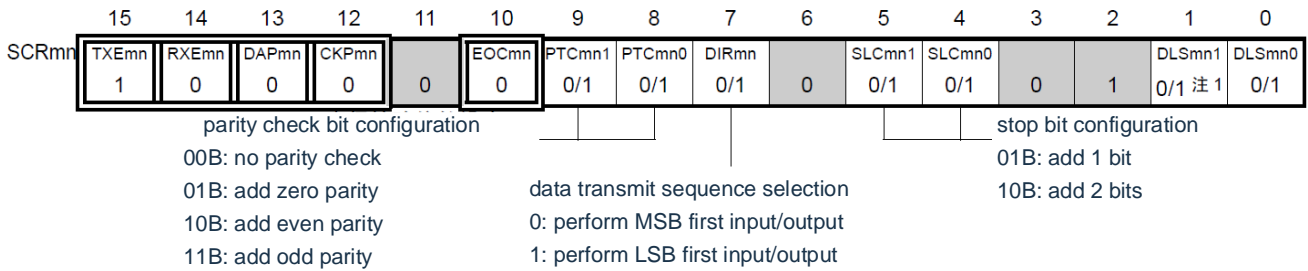 15 14 13 12 11 10 9 8 7 6 5 4 3 2 1 0
SCRmn TXEmn RXEmn DAPmn CKPmn EOCmn PTCmn1 PTCmn0 DIRmn SLCmn1 SLCmn0 DLSmn1 DLSmn0
1 0 0 0 0 0 0/1 0/1 0/1 0 0/1 0/1 0 1 0/1 注 1 0/1
parity check bit configuration
00B: no parity check
01B: add zero parity
10B: add even parity
11B: add odd parity
data transmit sequence selection
0: perform MSB first input/output
1: perform LSB first input/output
stop bit configuration
01B: add 1 bit
10B: add 2 bits